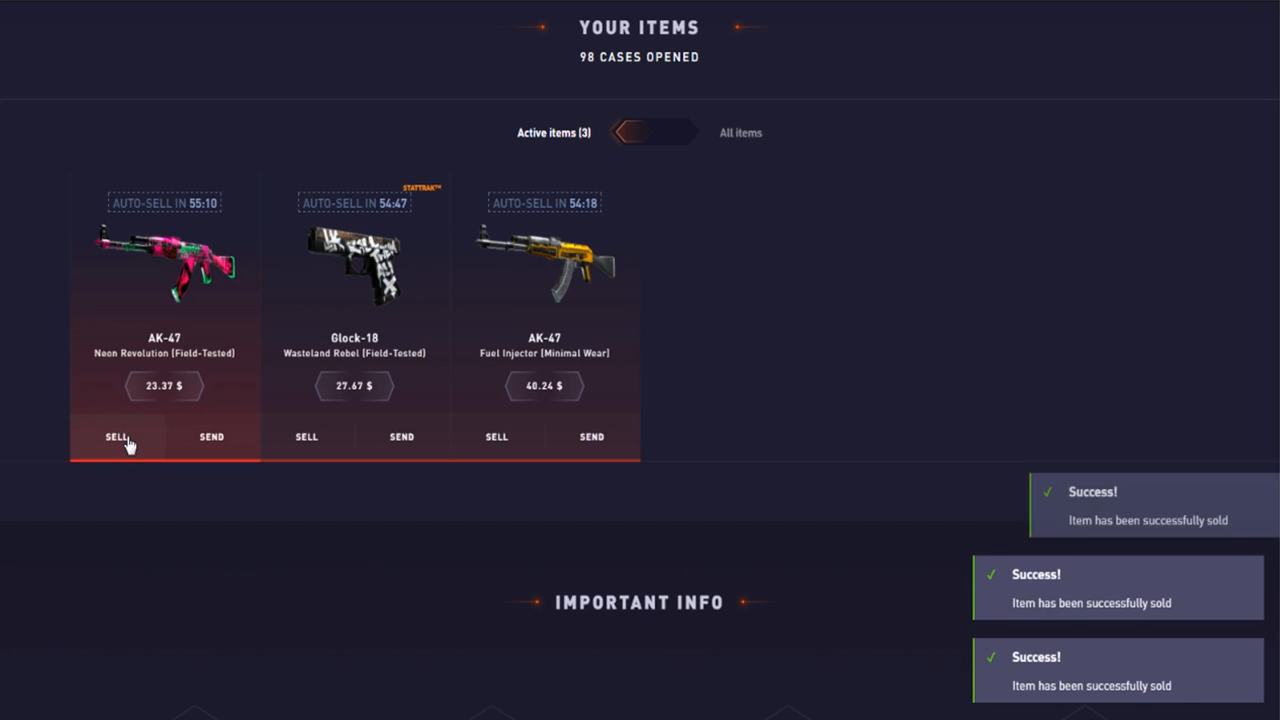 YOUR ITEMS
98 CASES OPENED
Active items (3)
All items
STATTRAK™
AUTO-SELL IN 55:10
AUTO-SELL IN 54:47
AUTO-SELL IN 54:18
AK-47
Neon Revolution (Field-Tested)
23.37 $
SELL
SEND
Glock-18
Wasteland Rebel (Field-Tested)
27.67 $
SELL
SEND
AK-47
Fuel Injector (Minimal Wear)
40.24 $
SELL
SEND
Success!
Item has been successfully sold
Success!
Item has been successfully sold
IMPORTANT INFO
Success!
Item has been successfully sold